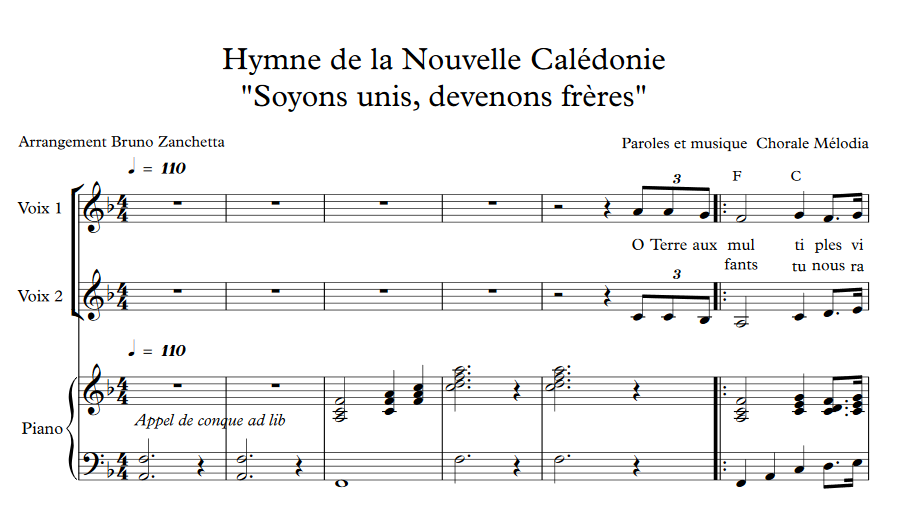 Hymne de la Nouvelle Calédonie
"Soyons unis, devenons frères"
Arrangement Bruno Zanchetta
Paroles et musique Chorale Mélodia
♩ = 110
F C
Voix 1
3
O Terre aux mul ti ples vi
fants tu nous ra
Voix 2
3
♩ = 110
Appel de conque ad lib
Piano